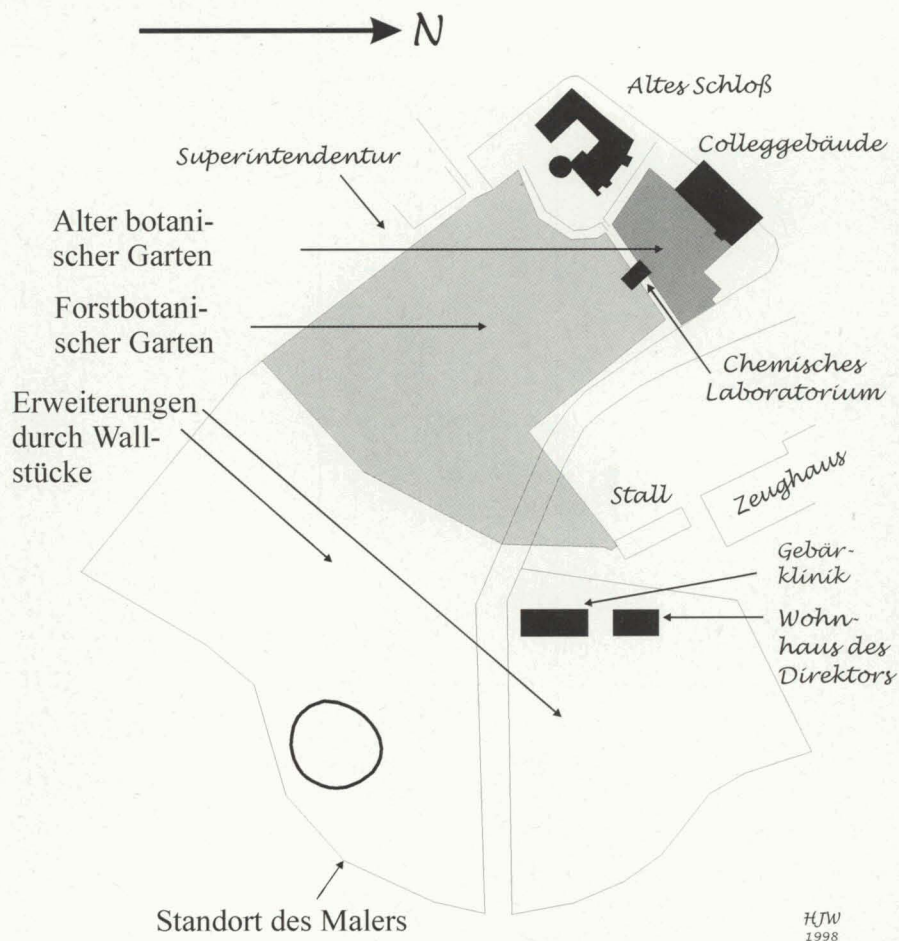 N
Altes Schloß
Colleggebäude
Superintendentur
Alter botani-
scher Garten
Forstbotani-
scher Garten
Chemisches
Laboratorium
Erweiterungen
durch Wall-
stücke
Stall
Zeughaus
Gebär-
klinik
Wohn-
haus des
Direktors
Standort des Malers
HJW
1998